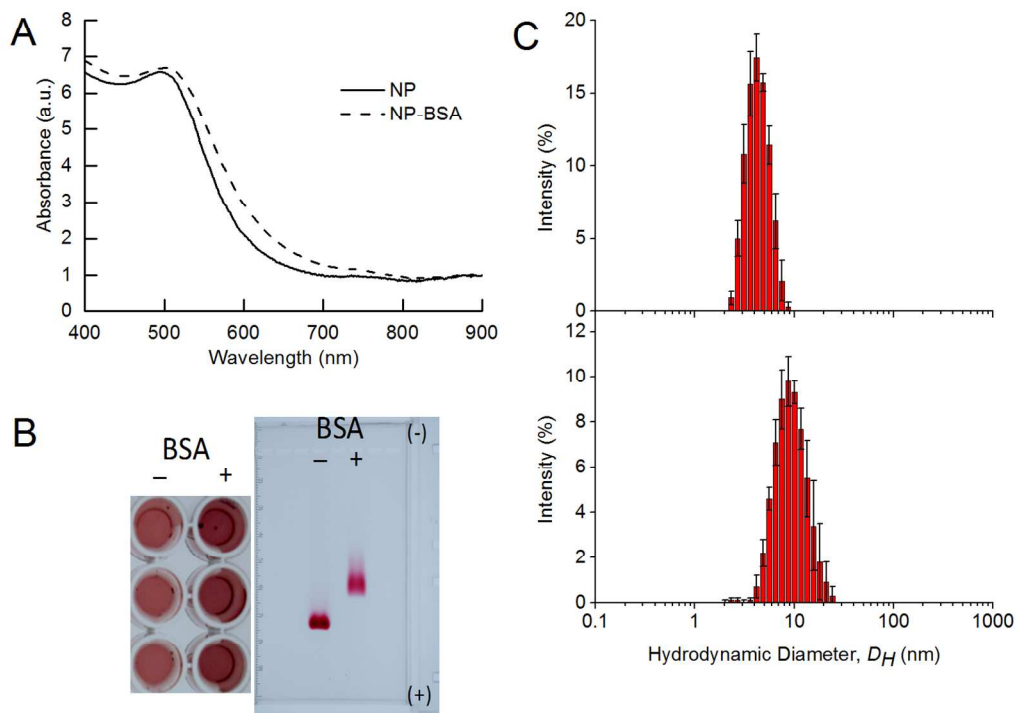 A
8
7
6
5
4
3
2
1
0
Absorbance (a.u.)
NP
NP-BSA
400 500 600 700 800 900
Wavelength (nm)
B
BSA
– +
BSA
– +
(-)
(+)
C
20
15
10
5
0
Intensity (%)
12
10
8
6
4
2
0
Intensity (%)
0.1 1 10 100 1000
Hydrodynamic Diameter, DH (nm)